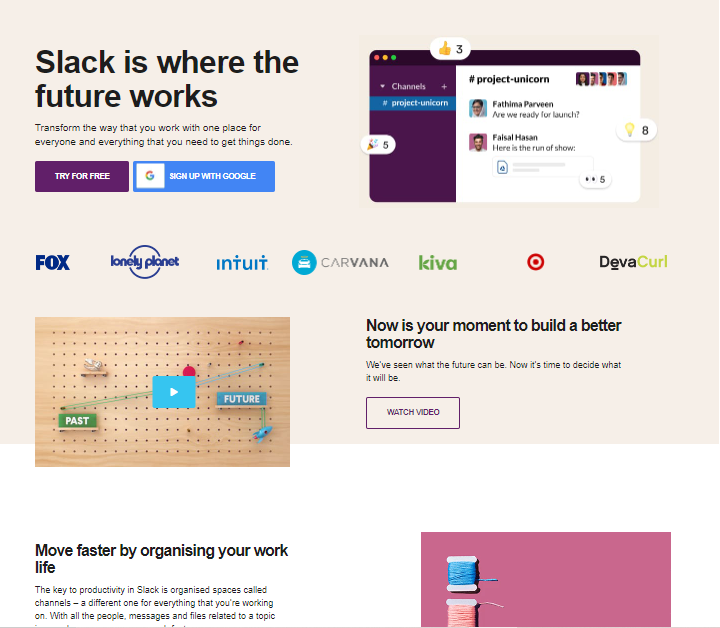 Slack is where the
future works
Transform the way that you work with one place for
everyone and everything that you need to get things done.
TRY FOR FREE
G SIGN UP WITH GOOGLE
👍 3
Channels +
# project-unicorn
# project-unicorn
Fathima Parveen
Are we ready for launch?
Faisal Hasan
Here is the run of show:
🎉 5
💡 8
👀 5
FOX
lonely planet
intuit
CARVANA
kiva
DevaCurl
PAST
FUTURE
Now is your moment to build a better
tomorrow
We've seen what the future can be. Now it's time to decide what
it will be.
WATCH VIDEO
Move faster by organising your work
life
The key to productivity in Slack is organised spaces called
channels – a different one for everything that you're working
on. With all the people, messages and files related to a topic